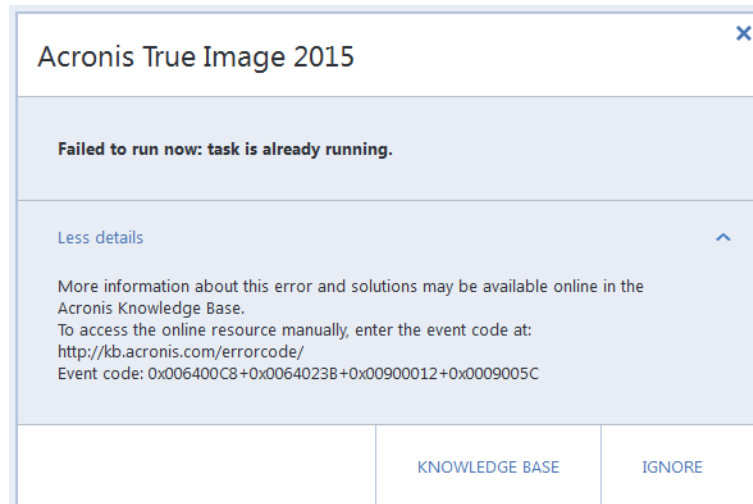 Acronis True Image 2015
Failed to run now: task is already running.
Less details
More information about this error and solutions may be available online in the
Acronis Knowledge Base.
To access the online resource manually, enter the event code at:
http://kb.acronis.com/errorcode/
Event code: 0x006400C8+0x0064023B+0x00900012+0x0009005C
KNOWLEDGE BASE
IGNORE